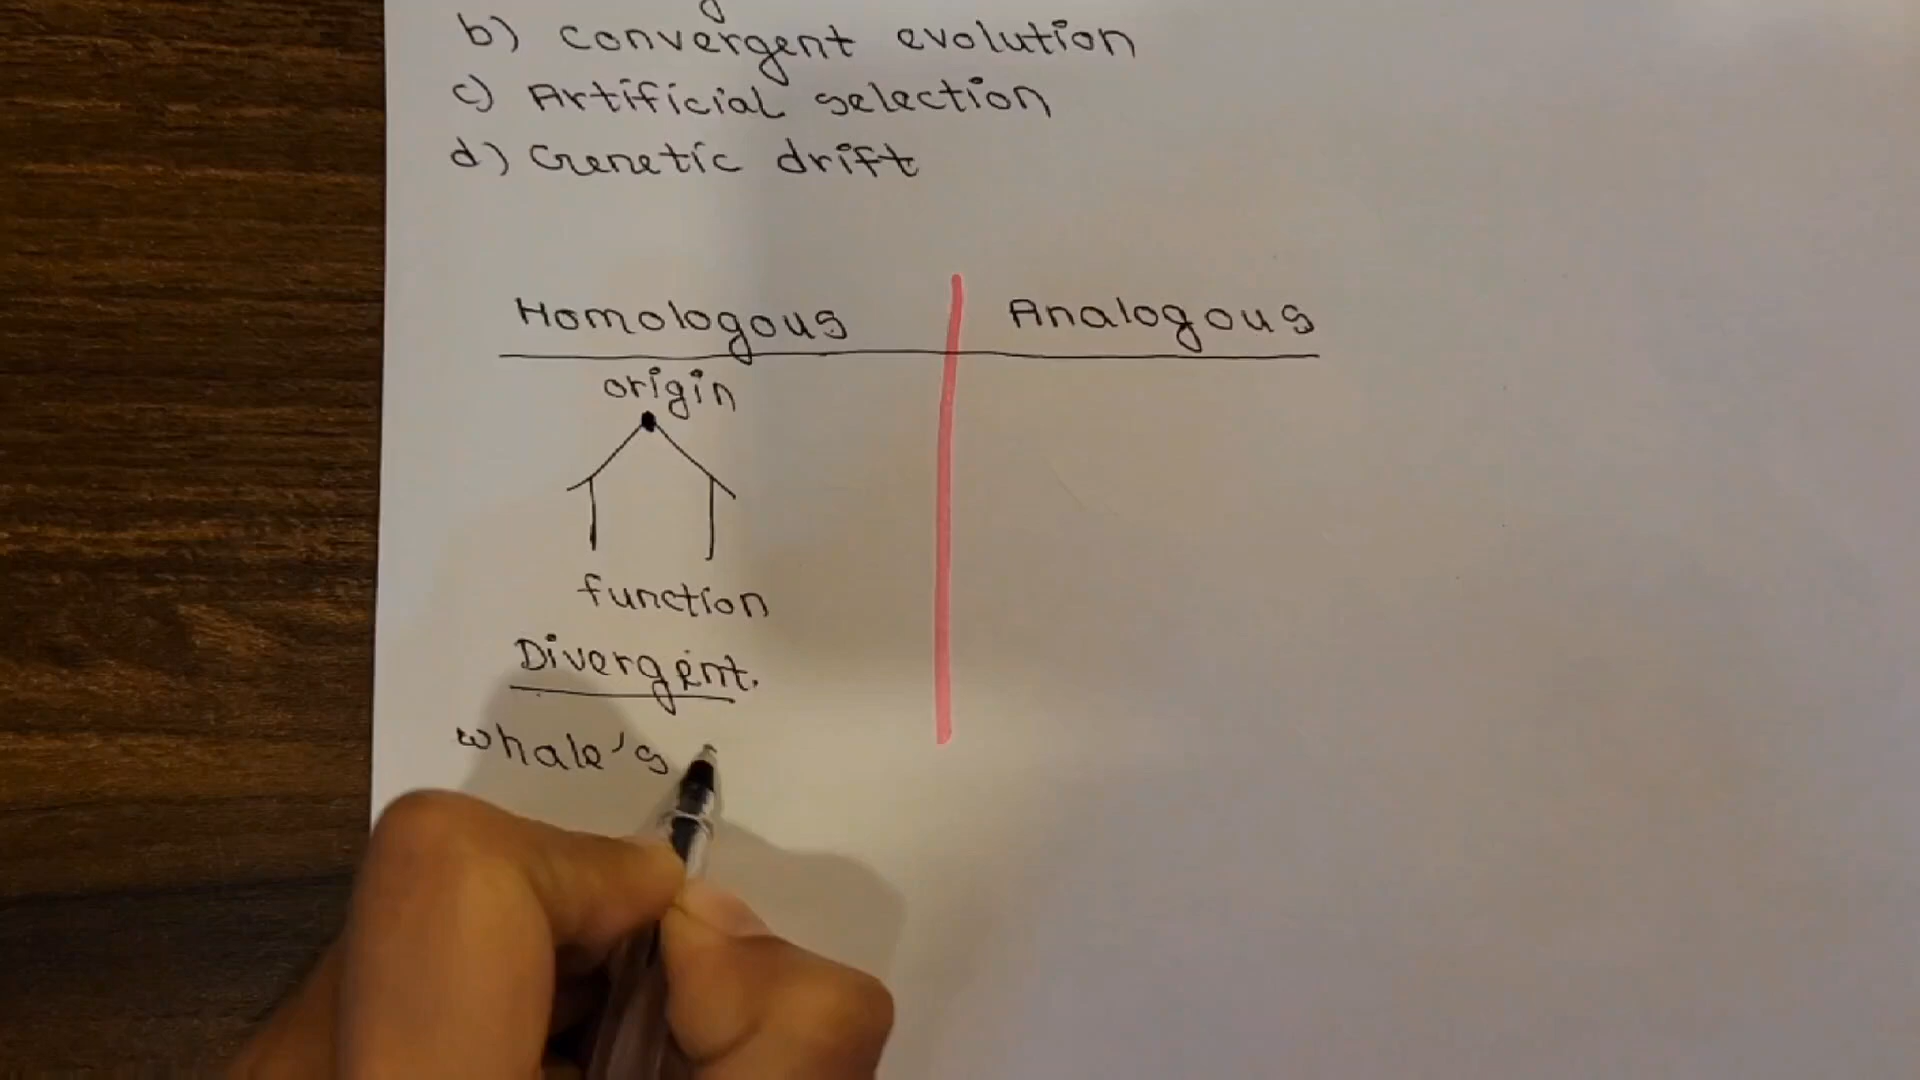 b) convergent evolution
c) Artificial selection
d) Genetic drift
Homologous Analogous
origin
function
Divergent.
whale's